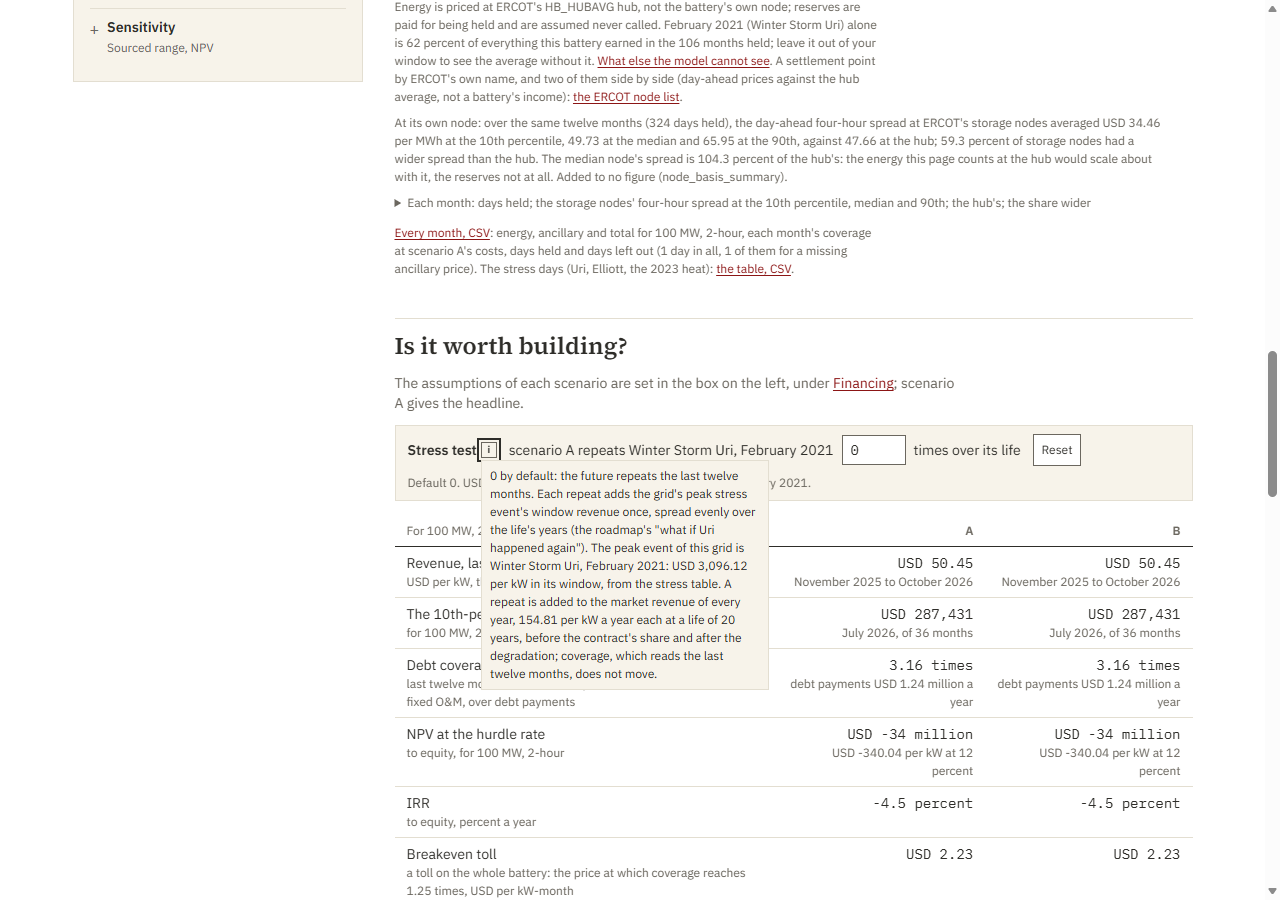 + Sensitivity
Sourced range, NPV
Energy is priced at ERCOT's HB_HUBAVG hub, not the battery's own node; reserves are
paid for being held and are assumed never called. February 2021 (Winter Storm Uri) alone
is 62 percent of everything this battery earned in the 106 months held; leave it out of your
window to see the average without it. What else the model cannot see. A settlement point
by ERCOT's own name, and two of them side by side (day-ahead prices against the hub
average, not a battery's income): the ERCOT node list.
At its own node: over the same twelve months (324 days held), the day-ahead four-hour spread at ERCOT's storage nodes averaged USD 34.46
per MWh at the 10th percentile, 49.73 at the median and 65.95 at the 90th, against 47.66 at the hub; 59.3 percent of storage nodes had a
wider spread than the hub. The median node's spread is 104.3 percent of the hub's: the energy this page counts at the hub would scale about
with it, the reserves not at all. Added to no figure (node_basis_summary).
▶ Each month: days held; the storage nodes' four-hour spread at the 10th percentile, median and 90th; the hub's; the share wider
Every month, CSV: energy, ancillary and total for 100 MW, 2-hour, each month's coverage
at scenario A's costs, days held and days left out (1 day in all, 1 of them for a missing
ancillary price). The stress days (Uri, Elliott, the 2023 heat): the table, CSV.
Is it worth building?
The assumptions of each scenario are set in the box on the left, under Financing; scenario
A gives the headline.
Stress test i scenario A repeats Winter Storm Uri, February 2021 0 times over its life Reset
Default 0. USD
y 2021.
0 by default: the future repeats the last twelve
months. Each repeat adds the grid's peak stress
event's window revenue once, spread evenly over
the life's years (the roadmap's "what if Uri
happened again"). The peak event of this grid is
Winter Storm Uri, February 2021: USD 3,096.12
per kW in its window, from the stress table. A
repeat is added to the market revenue of every
year, 154.81 per kW a year each at a life of 20
years, before the contract's share and after the
degradation; coverage, which reads the last
twelve months, does not move.
For 100 MW, 2 A B
Revenue, las USD 50.45 USD 50.45
USD per kW, t November 2025 to October 2026 November 2025 to October 2026
The 10th-pe USD 287,431 USD 287,431
for 100 MW, 2 July 2026, of 36 months July 2026, of 36 months
Debt covera 3.16 times 3.16 times
last twelve mo debt payments USD 1.24 million a debt payments USD 1.24 million a
fixed O&M, over debt payments year year
NPV at the hurdle rate USD -34 million USD -34 million
to equity, for 100 MW, 2-hour USD -340.04 per kW at 12 USD -340.04 per kW at 12
percent percent
IRR -4.5 percent -4.5 percent
to equity, percent a year
Breakeven toll USD 2.23 USD 2.23
a toll on the whole battery: the price at which coverage reaches
1.25 times, USD per kW-month